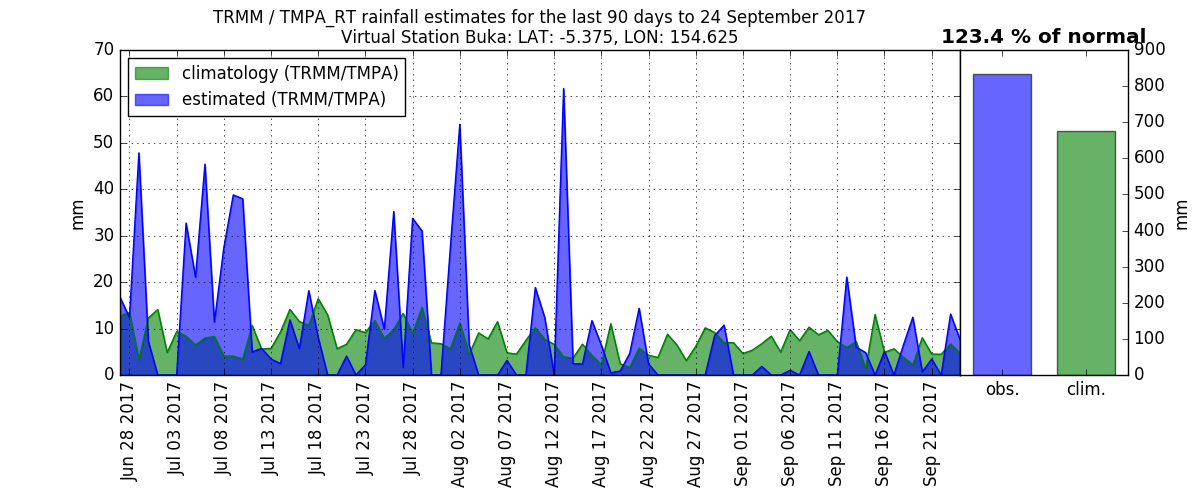 TRMM / TMPA_RT rainfall estimates for the last 90 days to 24 September 2017
Virtual Station Buka: LAT: -5.375, LON: 154.625
123.4 % of normal
climatology (TRMM/TMPA)
estimated (TRMM/TMPA)
mm
70
60
50
40
30
20
10
0
Jun 28 2017
Jul 03 2017
Jul 08 2017
Jul 13 2017
Jul 18 2017
Jul 23 2017
Jul 28 2017
Aug 02 2017
Aug 07 2017
Aug 12 2017
Aug 17 2017
Aug 22 2017
Aug 27 2017
Sep 01 2017
Sep 06 2017
Sep 11 2017
Sep 16 2017
Sep 21 2017
obs.
clim.
900
800
700
600
500
400
300
200
100
0
mm